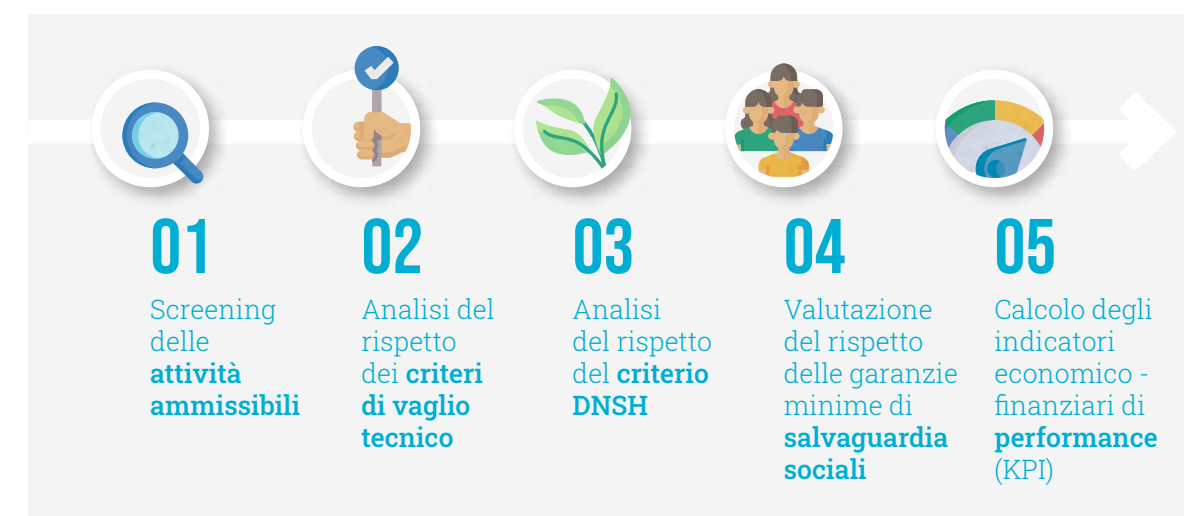 01
Screening
delle
attività
ammissibili
02
Analisi del
rispetto
dei criteri
di vaglio
tecnico
03
Analisi
del rispetto
del criterio
DNSH
04
Valutazione
del rispetto
delle garanzie
minime di
salvaguardia
sociali
05
Calcolo degli
indicatori
economico -
finanziari di
performance
(KPI)